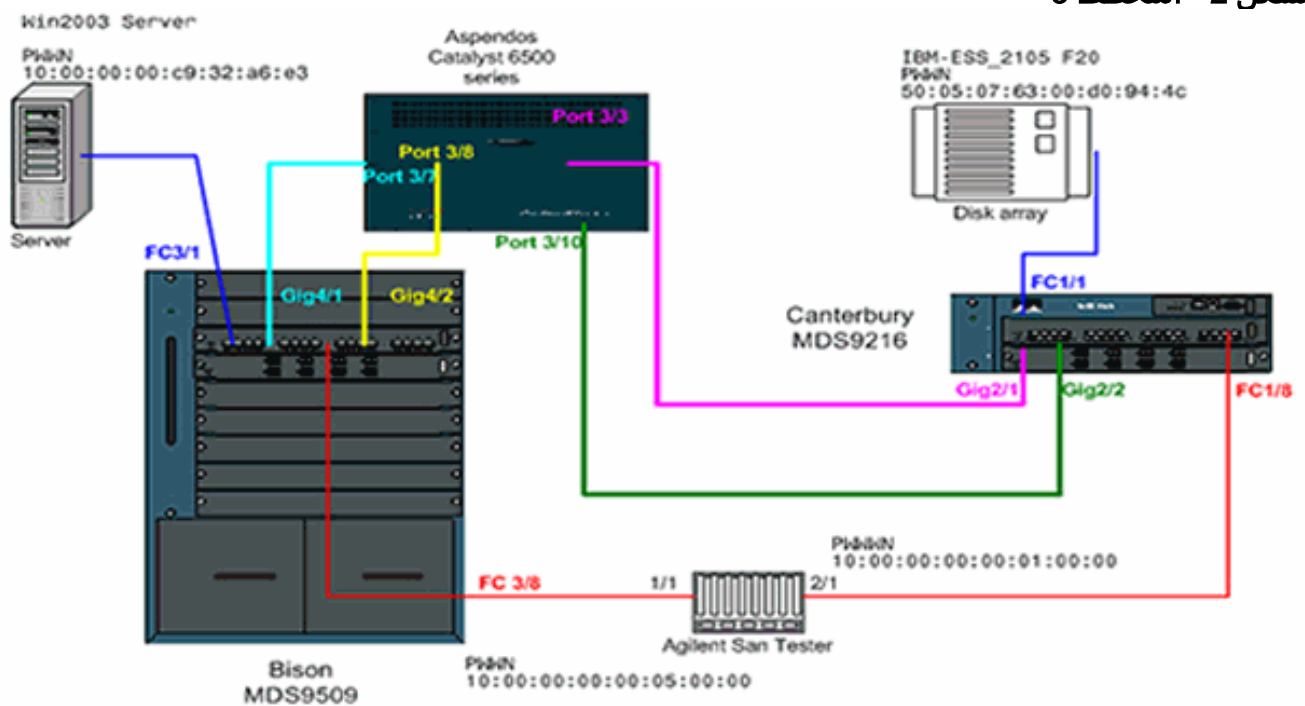 Win2003 Server
PWWN
10:00:00:00:c9:32:a6:e3
Server
Aspendos
Catalyst 6500
series
Port 3/3
Port 3/8
Port 3/7
Port 3/10
IBM-ESS_2105 F20
PWWN
50:05:07:63:00:d0:94:4c
Disk array
FC3/1
Gig4/1
Gig4/2
FC1/1
Canterbury
MDS9216
Gig2/1
Gig2/2
FC1/8
PWWN
10:00:00:00:00:01:00:00
FC 3/8
1/1
2/1
Agilent San Tester
Bison
MDS9509
PWWN
10:00:00:00:00:05:00:00